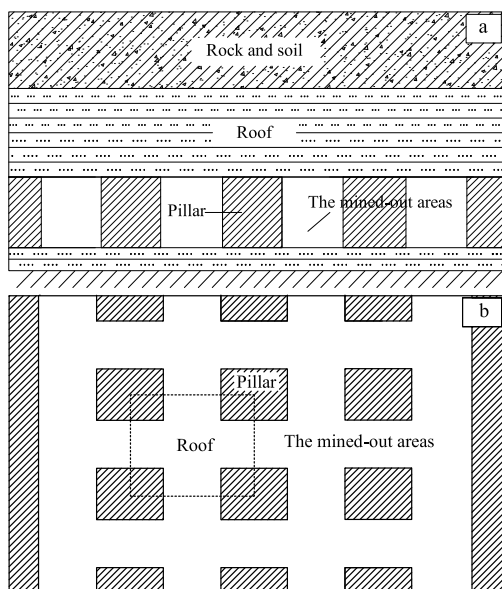 a
Rock and soil
Roof
The mined-out areas
Pillar
b
Pillar
Roof
The mined-out areas